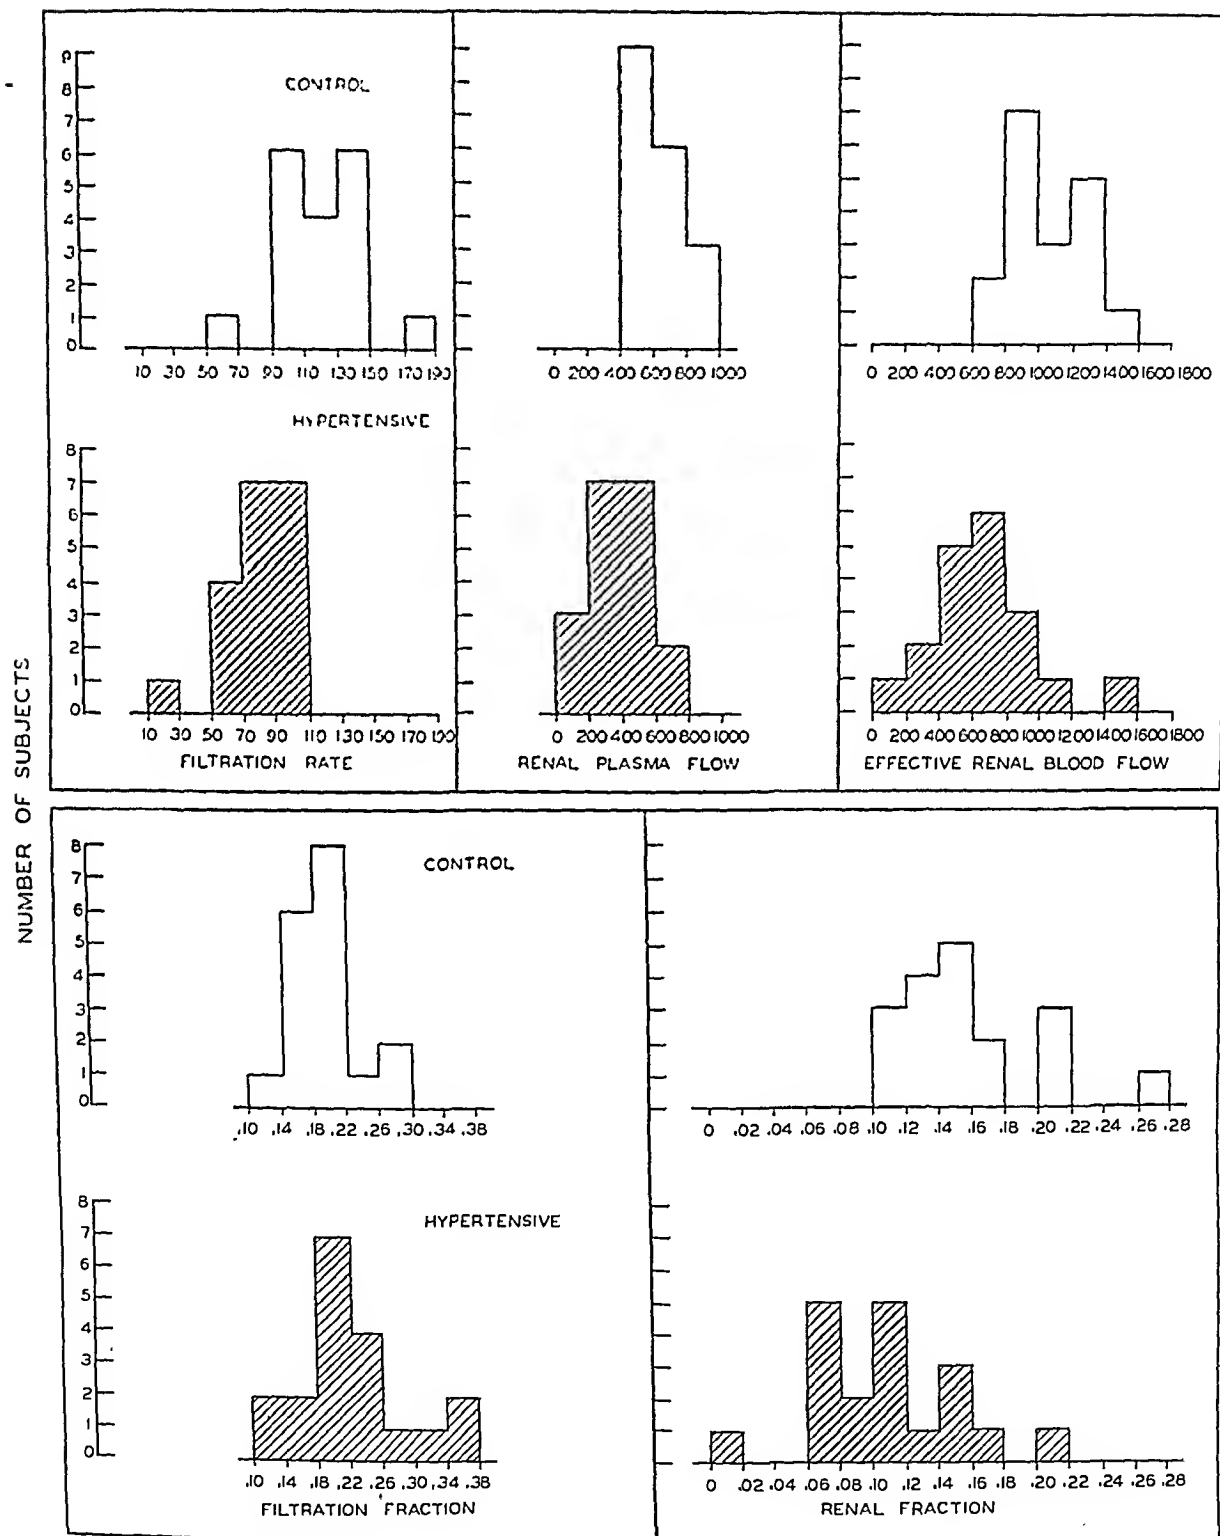 NUMBER OF SUBJECTS
CONTROL
9
8
7
6
5
4
3
2
1
0
10 30 50 70 90 110 130 150 170 190
0 200 400 600 800 1000
0 200 400 600 800 1000 1200 1400 1600 1800
HYPERTENSIVE
8
7
6
5
4
3
2
1
0
10 30 50 70 90 110 130 150 170 190
FILTRATION RATE
0 200 400 600 800 1000
RENAL PLASMA FLOW
0 200 400 600 800 1000 1200 1400 1600 1800
EFFECTIVE RENAL BLOOD FLOW
CONTROL
8
7
6
5
4
3
2
1
0
.10 .14 .18 .22 .26 .30 .34 .38
0 .02 .04 .06 .08 .10 .12 .14 .16 .18 .20 .22 .24 .26 .28
HYPERTENSIVE
8
7
6
5
4
3
2
1
0
.10 .14 .18 .22 .26 .30 .34 .38
FILTRATION FRACTION
0 .02 .04 .06 .08 .10 .12 .14 .16 .18 .20 .22 .24 .26 .28
RENAL FRACTION